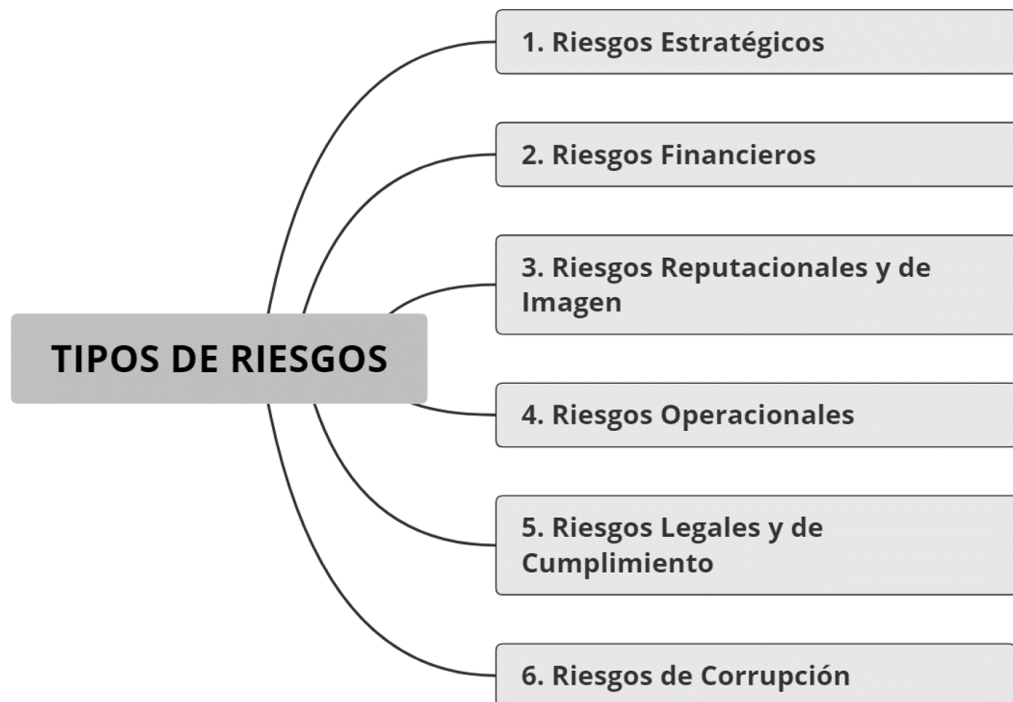 1. Riesgos Estratégicos
2. Riesgos Financieros
3. Riesgos Reputacionales y de
Imagen
TIPOS DE RIESGOS
4. Riesgos Operacionales
5. Riesgos Legales y de
Cumplimiento
6. Riesgos de Corrupción